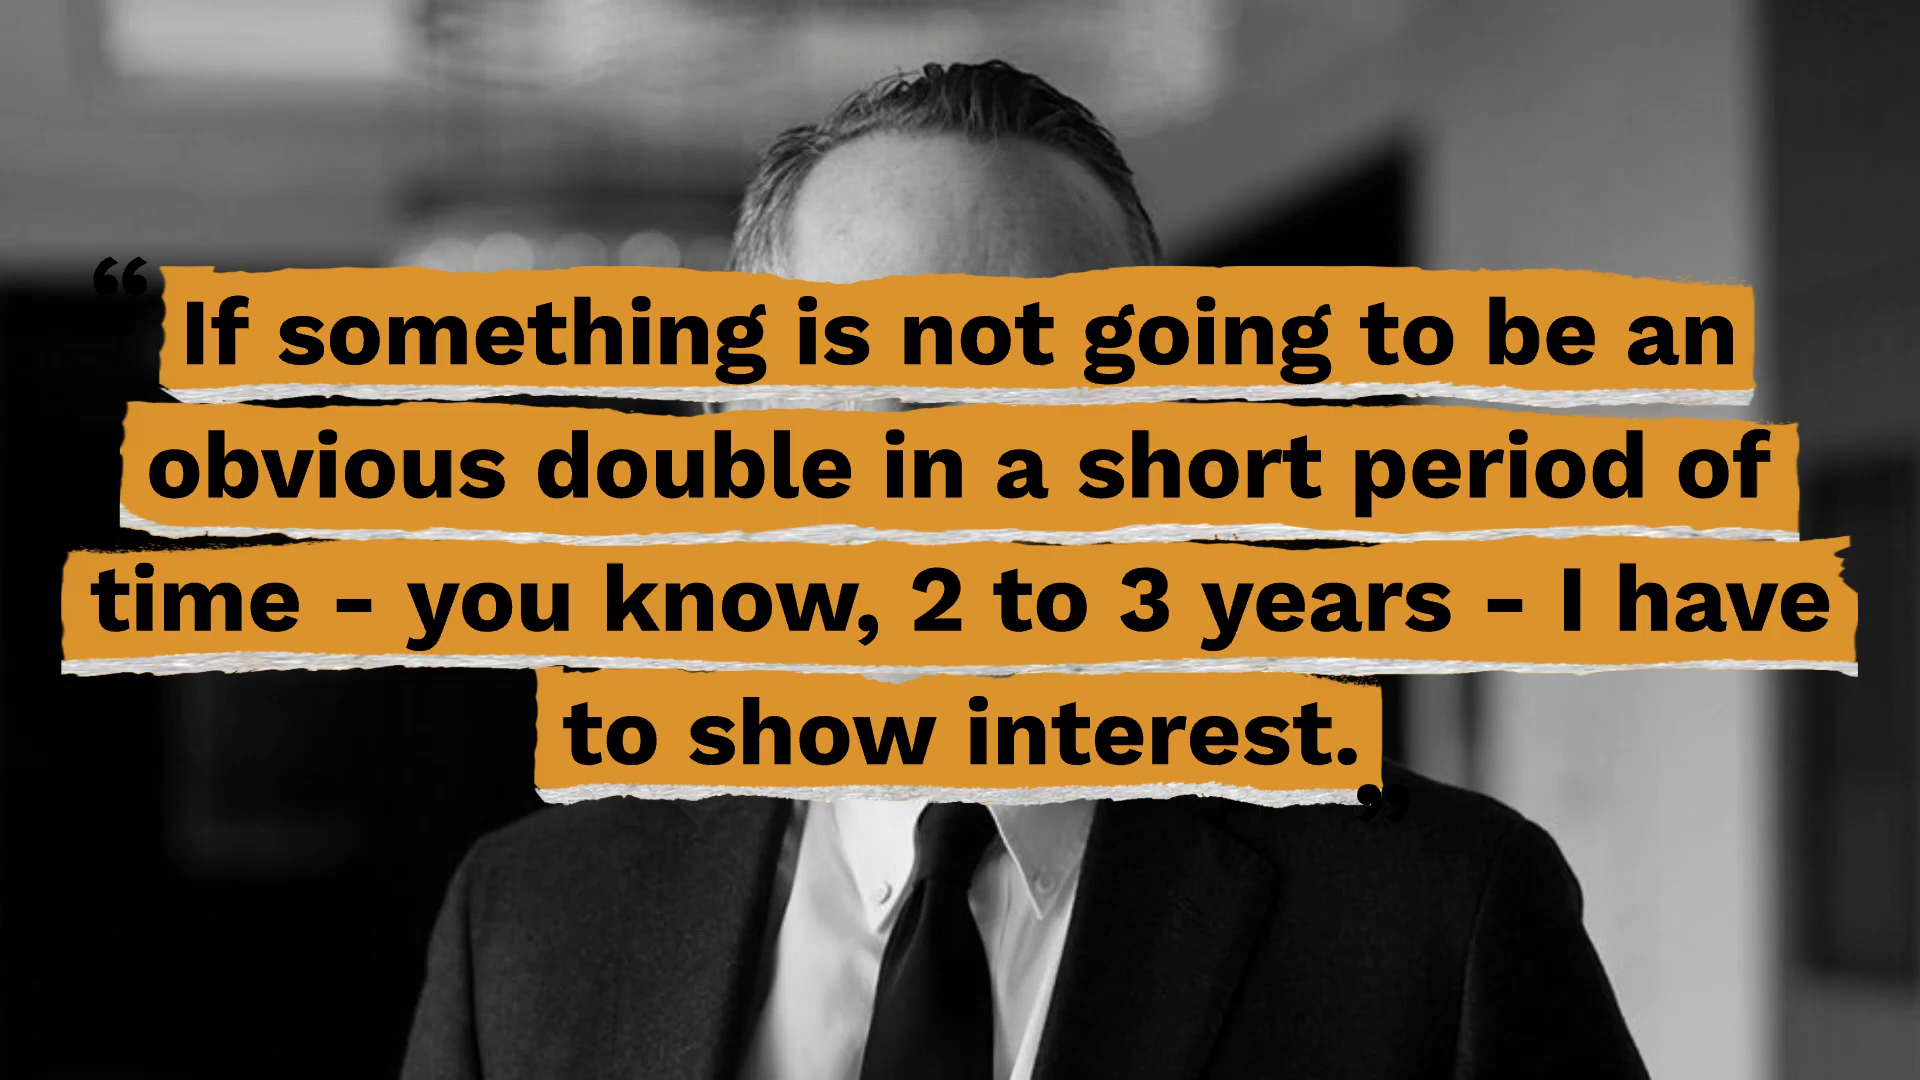 “If something is not going to be an
obvious double in a short period of
time - you know, 2 to 3 years - I have
to show interest.”